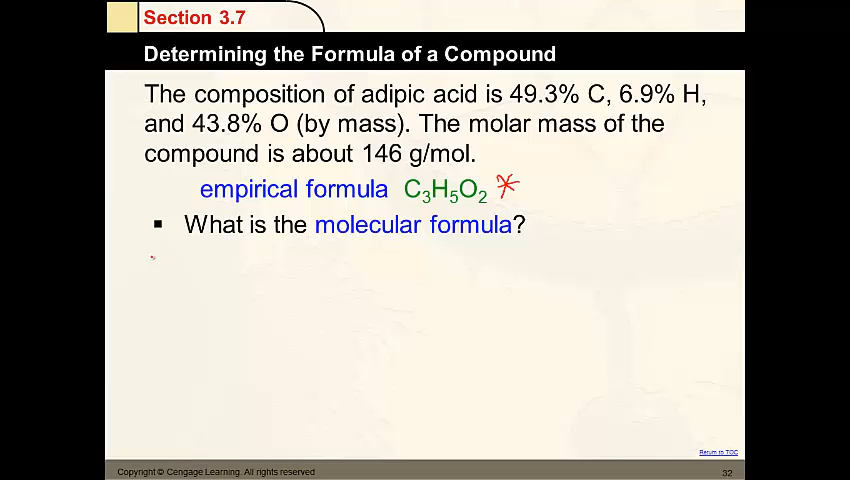 Section 3.7
Determining the Formula of a Compound
The composition of adipic acid is 49.3% C, 6.9% H,
and 43.8% O (by mass). The molar mass of the
compound is about 146 g/mol.
empirical formula C₃H₅O₂ *
▪ What is the molecular formula?
Return to TOC
Copyright © Cengage Learning. All rights reserved
32